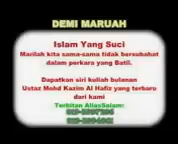 DEMI MARUAH
Islam Yang Suci
Marilah kita sama-sama tidak bersubahat
dalam perkara yang Batil.
Dapatkan siri kuliah bulanan
Ustaz Mohd Kazim Al Hafiz yang terbaru
dari kami
Terbitan AliasSalam: